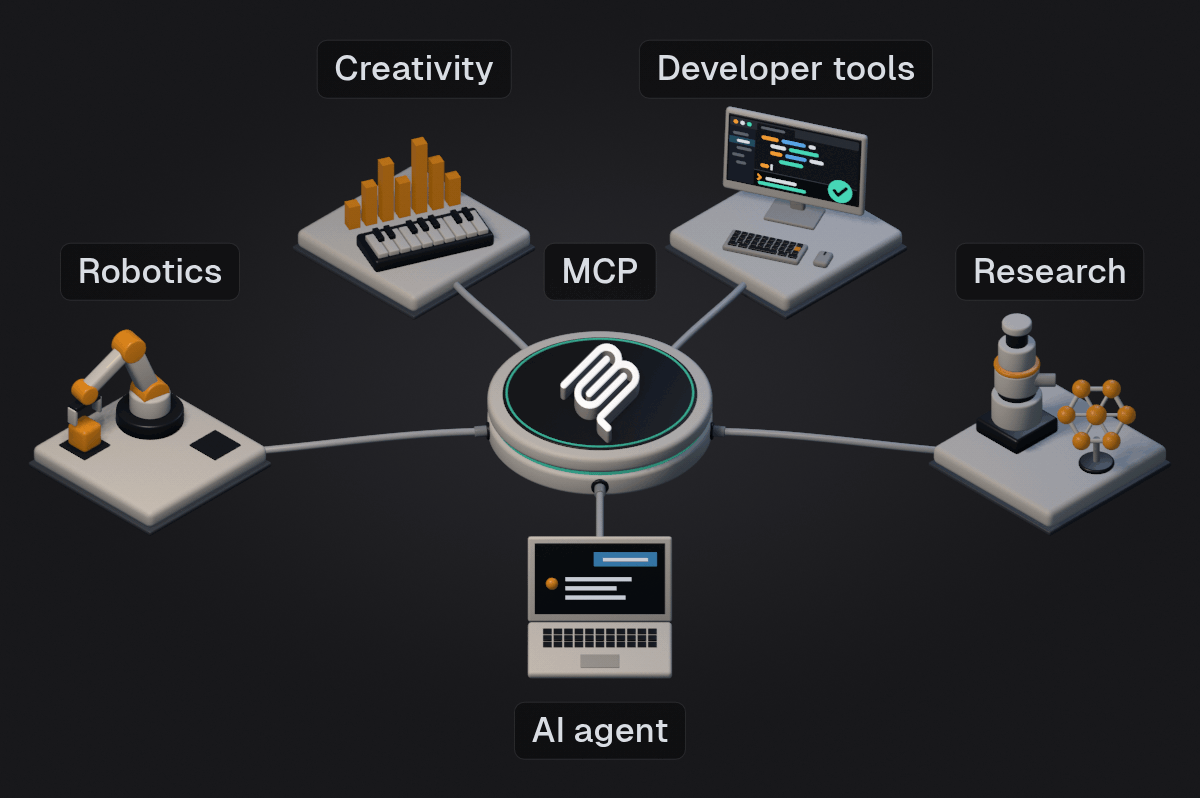 Creativity
Developer tools
Robotics
MCP
Research
AI agent